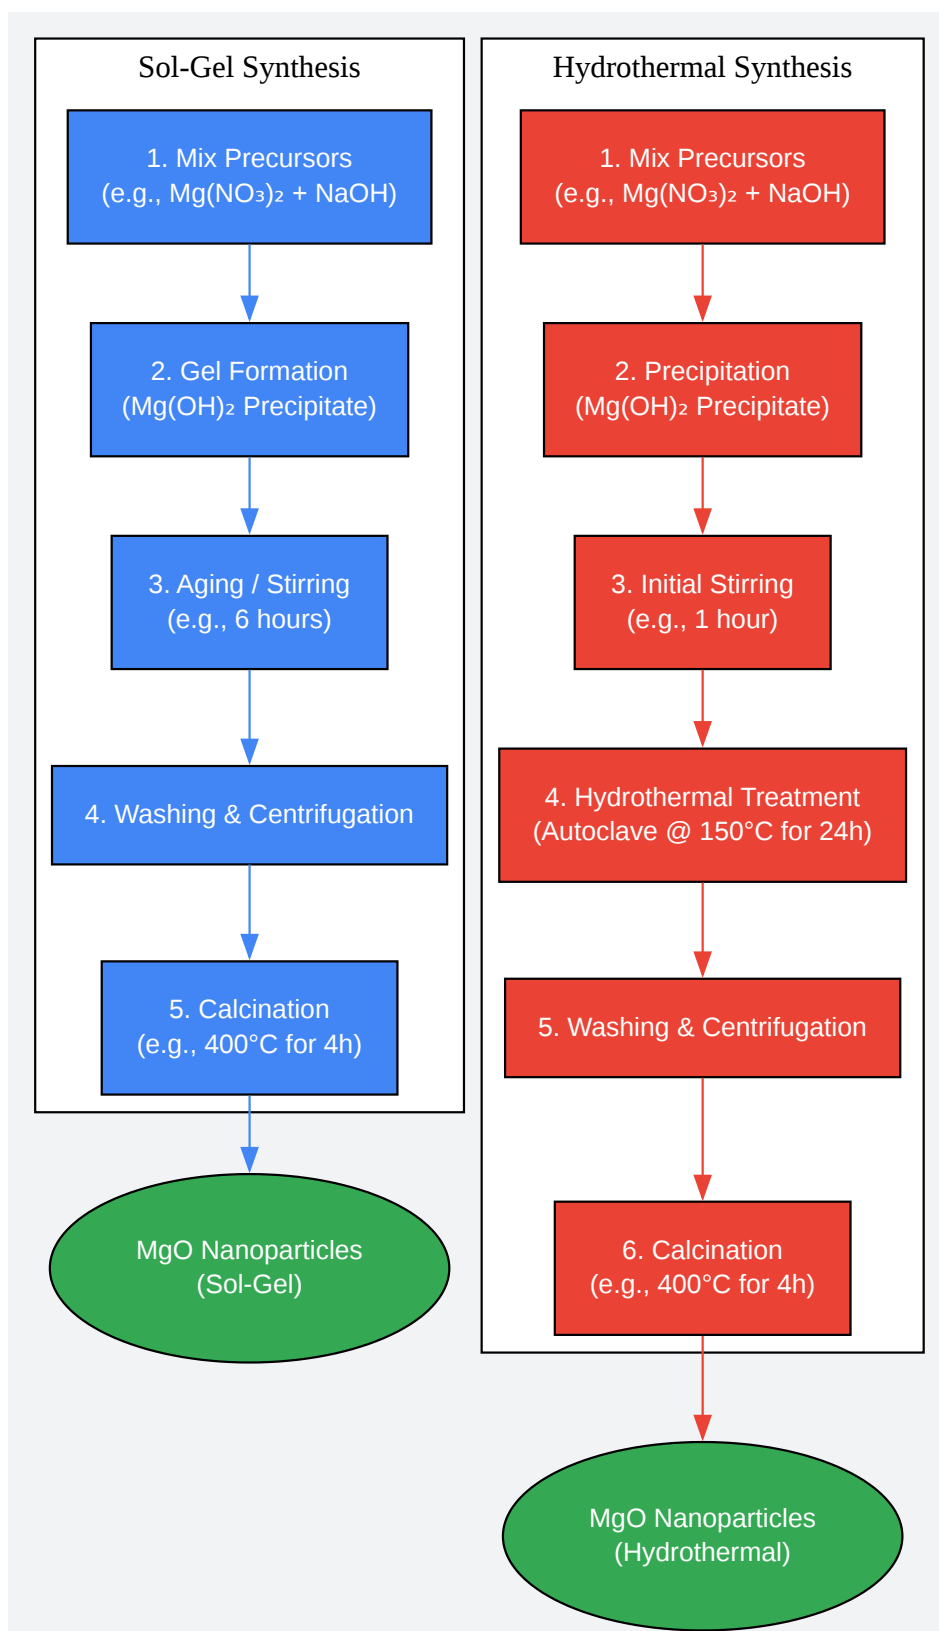 Sol-Gel Synthesis
1. Mix Precursors
(e.g., Mg(NO₃)₂ + NaOH)
2. Gel Formation
(Mg(OH)₂ Precipitate)
3. Aging / Stirring
(e.g., 6 hours)
4. Washing & Centrifugation
5. Calcination
(e.g., 400°C for 4h)
MgO Nanoparticles
(Sol-Gel)
Hydrothermal Synthesis
1. Mix Precursors
(e.g., Mg(NO₃)₂ + NaOH)
2. Precipitation
(Mg(OH)₂ Precipitate)
3. Initial Stirring
(e.g., 1 hour)
4. Hydrothermal Treatment
(Autoclave @ 150°C for 24h)
5. Washing & Centrifugation
6. Calcination
(e.g., 400°C for 4h)
MgO Nanoparticles
(Hydrothermal)